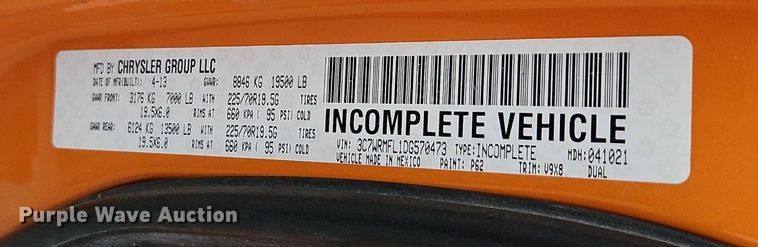 MFD BY CHRYSLER GROUP LLC
DATE OF MFR(BUILT): 4-13 GVWR: 8846 KG 19500 LB
GAWR FRONT: 3176 KG 7000 LB WITH 225/70R19.5G TIRES
19.5X6.0 RIMS AT 660 KPA ( 95 PSI) COLD
GAWR REAR: 6124 KG 13500 LB WITH 225/70R19.5G TIRES
19.5X6.0 RIMS AT 660 KPA ( 95 PSI) COLD
INCOMPLETE VEHICLE
VIN: 3C7WRMFL1DG570473 TYPE: INCOMPLETE MDH: 041021
MADE IN MEXICO PAINT: P62 TRIM: V9X8 DUAL
Purple Wave Auction